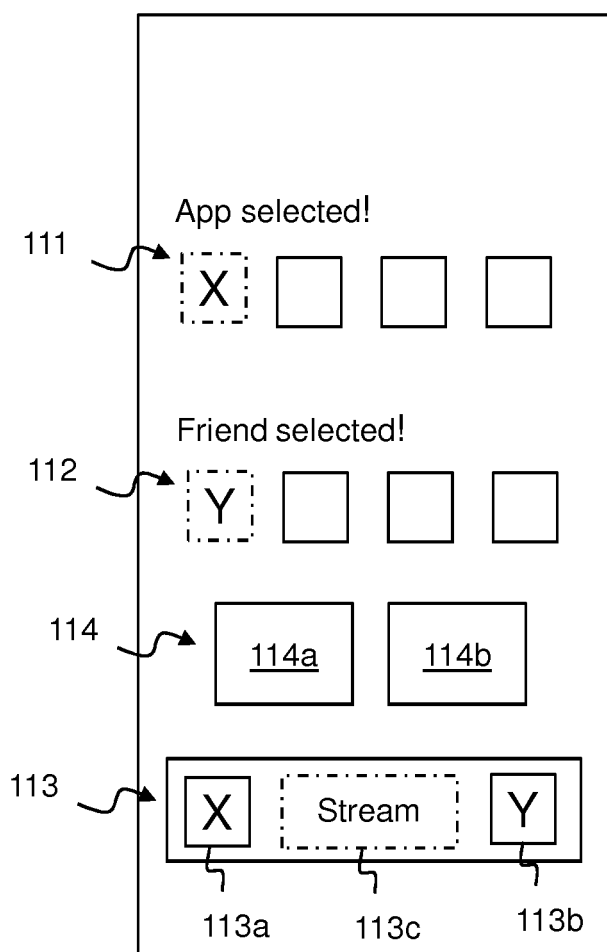 App selected!
111
X
Friend selected!
112
Y
114
114a
114b
113
X
Stream
Y
113a
113c
113b